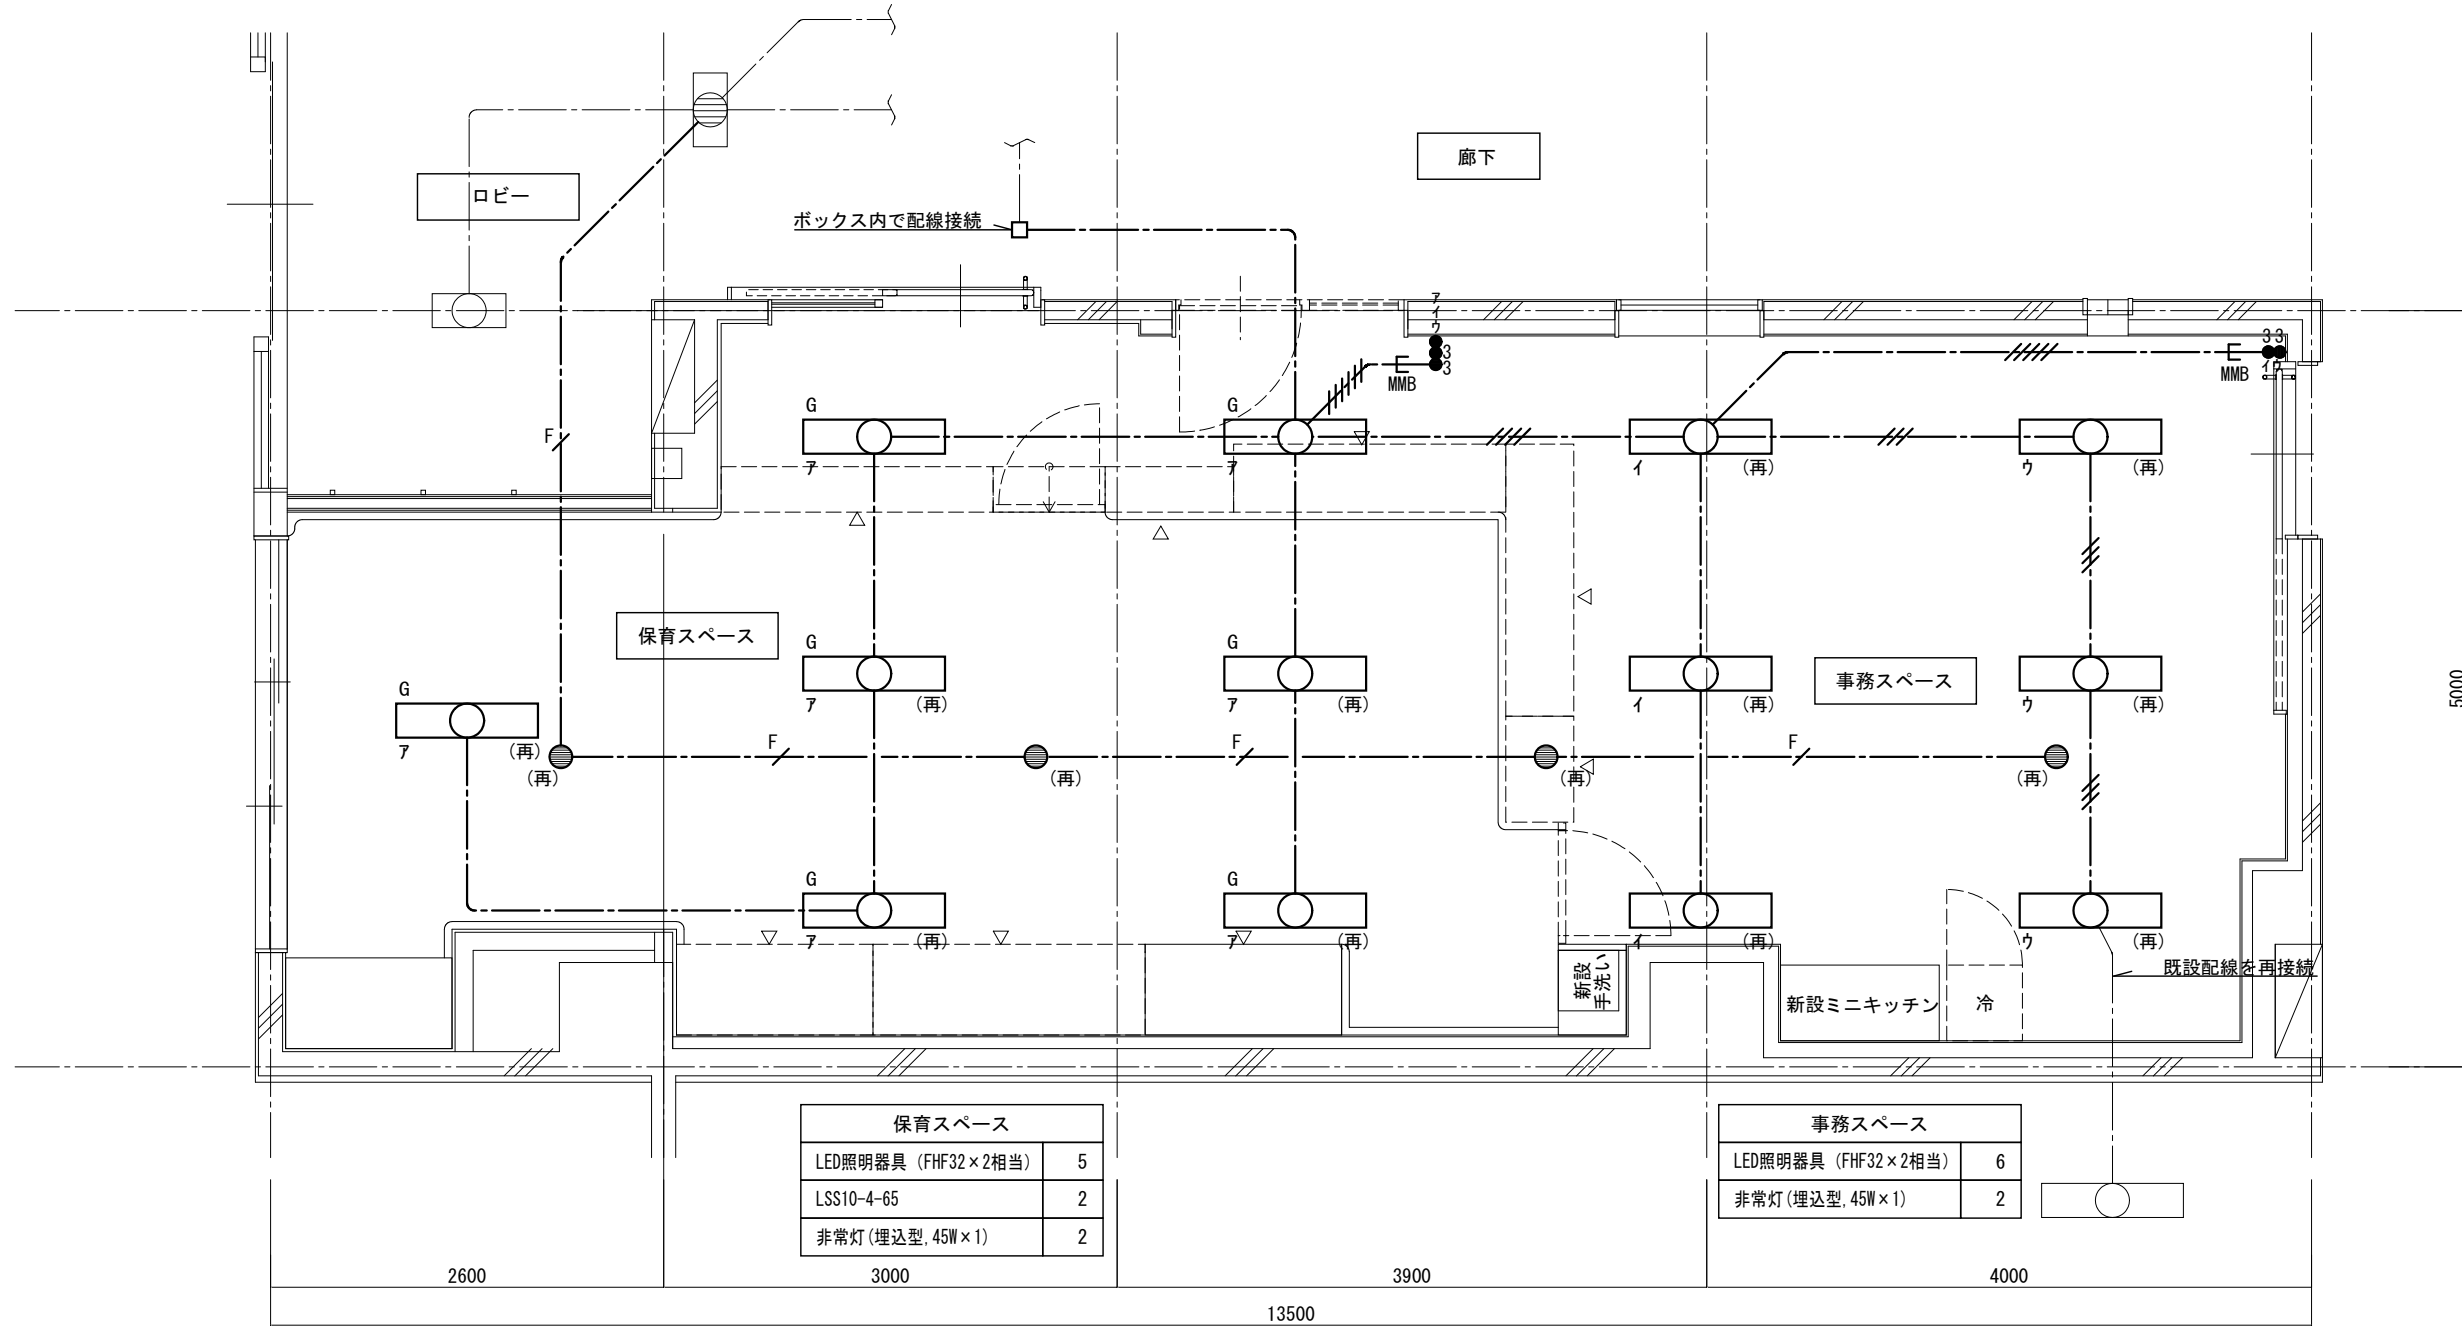 廊下
ロビー
ボックス内で配線接続
ア
イ
ウ
3
3
MMB
3 3
イ ウ
MMB
G
ア
G
ア
イ
(再)
ウ
(再)
F
保育スペース
G
ア
(再)
G
ア
(再)
イ
(再)
事務スペース
ウ
(再)
5000
G
ア
(再)
(再)
F
(再)
F
(再)
F
(再)
G
ア
(再)
G
ア
(再)
イ
(再)
ウ
(再)
既設配線を再接続
新設
手洗い
新設ミニキッチン
冷
保育スペース
LED照明器具(FHF32×2相当) 5
LSS10-4-65 2
非常灯(埋込型,45W×1) 2
事務スペース
LED照明器具(FHF32×2相当) 6
非常灯(埋込型,45W×1) 2
2600
3000
3900
4000
13500